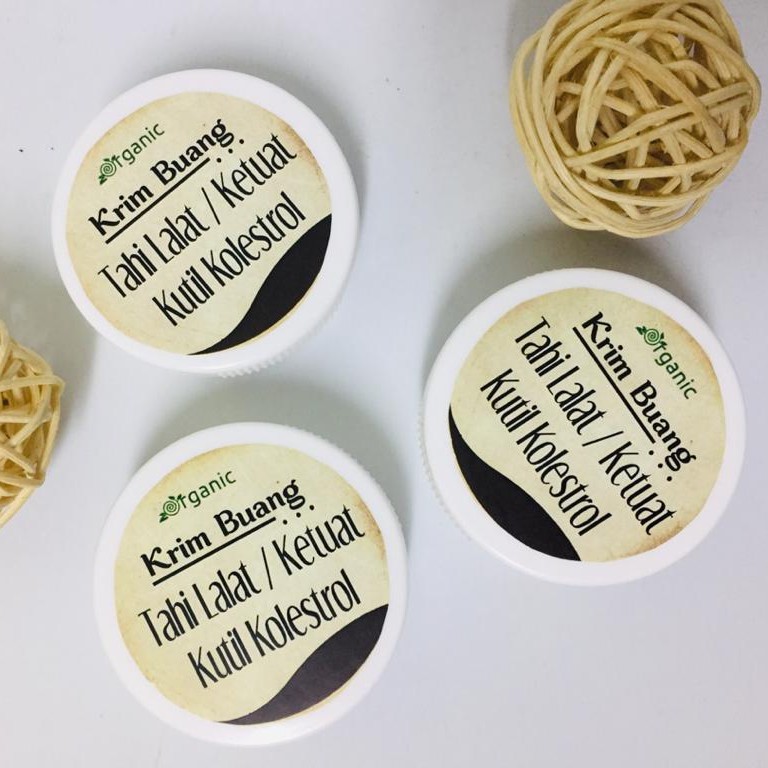 Organic
Krim Buang...
Tahi Lalat / Ketuat
Kutil Kolestrol
Organic
Krim Buang...
Tahi Lalat / Ketuat
Kutil Kolestrol
Organic
Krim Buang...
Tahi Lalat / Ketuat
Kutil Kolestrol